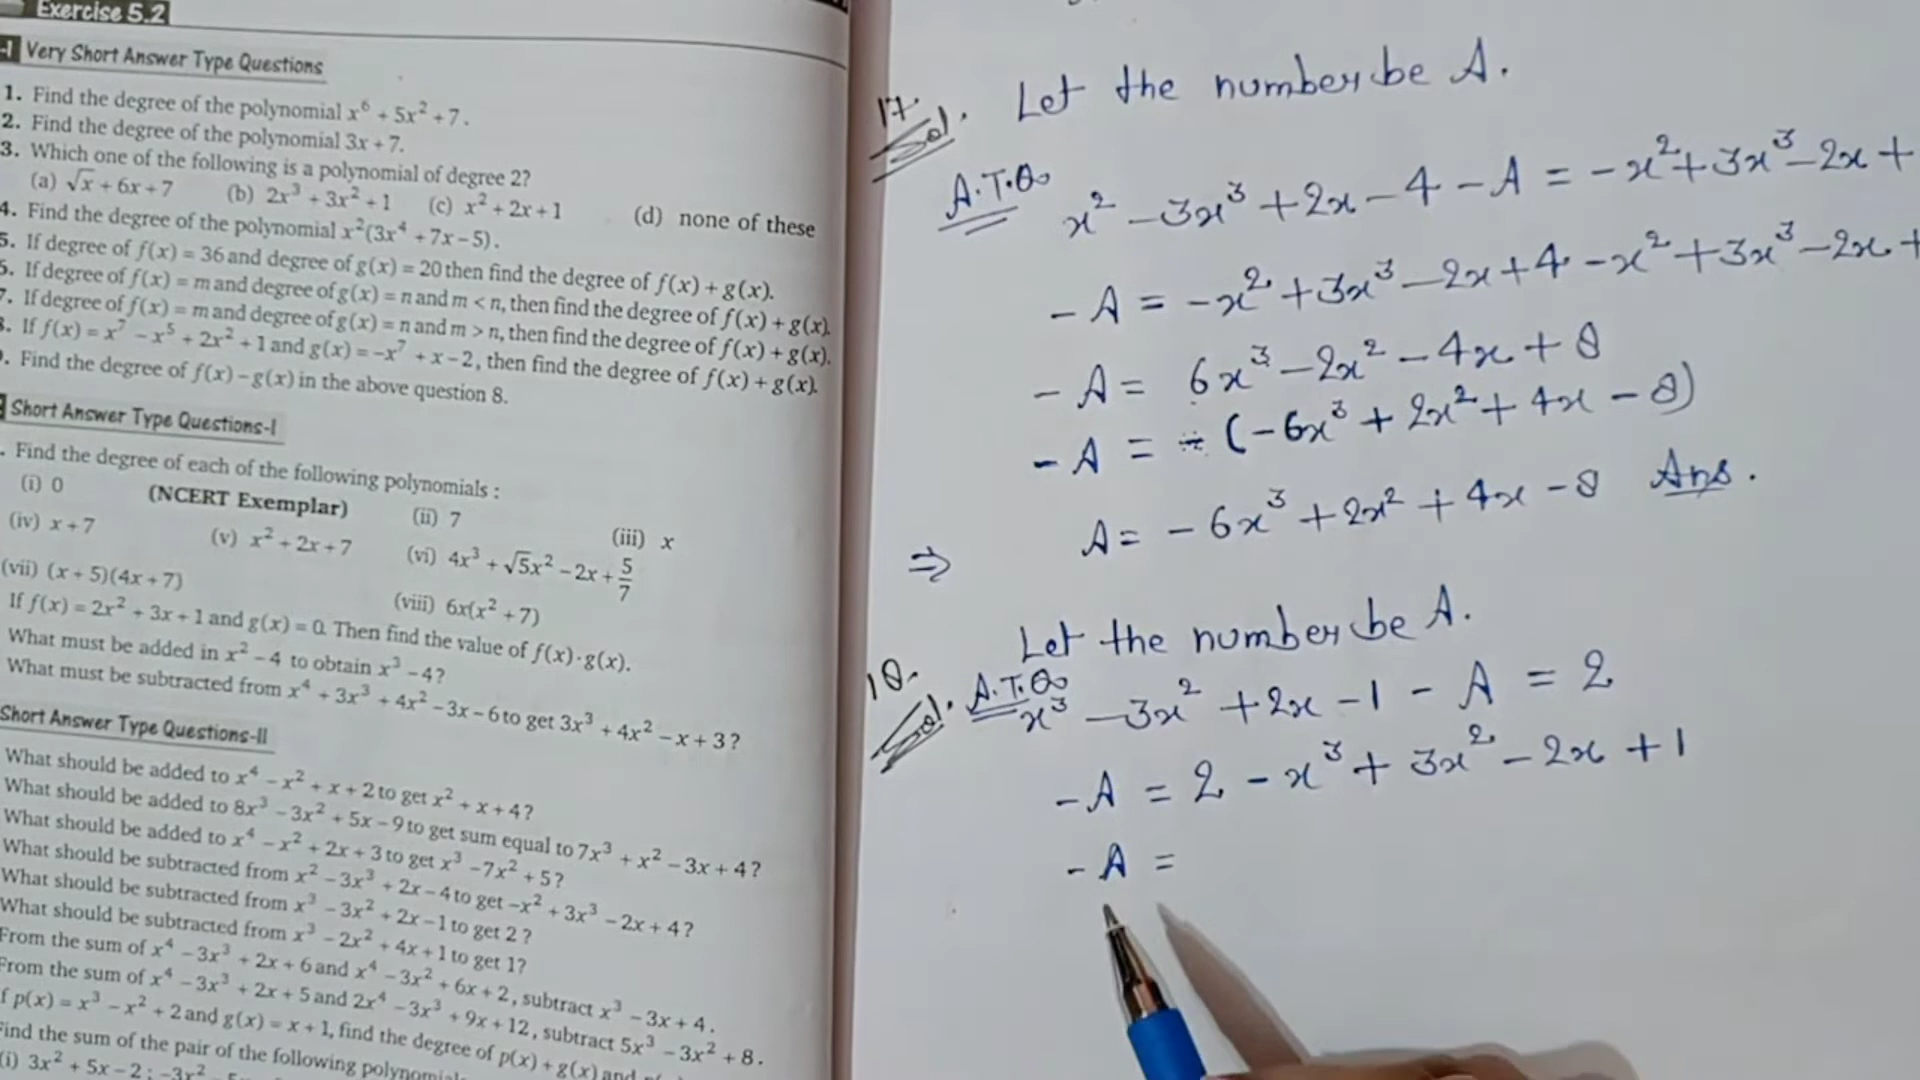 Exercise 5.2
Very Short Answer Type Questions
1. Find the degree of the polynomial x⁶ + 5x² + 7.
2. Find the degree of the polynomial 3x + 7.
3. Which one of the following is a polynomial of degree 2?
(a) √x + 6x + 7 (b) 2x³ + 3x² + 1 (c) x² + 2x + 1 (d) none of these
4. Find the degree of the polynomial x²(3x⁴ + 7x − 5).
5. If degree of f(x) = 36 and degree of g(x) = 20 then find the degree of f(x) + g(x).
If degree of f(x) = m and degree of g(x) = n and m < n, then find the degree of f(x) + g(x).
7. If degree of f(x) = m and degree of g(x) = n and m > n, then find the degree of f(x) + g(x).
If f(x) = x⁷ − x⁵ + 2x² + 1 and g(x) = −x⁷ + x − 2, then find the degree of f(x) + g(x).
Find the degree of f(x) − g(x) in the above question 8.
Short Answer Type Questions-I
Find the degree of each of the following polynomials :
(NCERT Exemplar)
(i) 0 (ii) 7 (iii) x
(iv) x + 7 (v) x² + 2x + 7 (vi) 4x³ + √5x² − 2x + 5/7
(vii) (x + 5)(4x + 7) (viii) 6x(x² + 7)
If f(x) = 2x² + 3x + 1 and g(x) = 0. Then find the value of f(x)·g(x).
What must be added in x² − 4 to obtain x³ − 4?
What must be subtracted from x⁴ + 3x³ + 4x² − 3x − 6 to get 3x³ + 4x² − x + 3?
Short Answer Type Questions-II
What should be added to x⁴ − x² + x + 2 to get x² + x + 4?
What should be added to 8x³ − 3x² + 5x − 9 to get sum equal to 7x³ + x² − 3x + 4?
What should be added to x⁴ − x² + 2x + 3 to get x³ − 7x² + 5?
What should be subtracted from x² − 3x³ + 2x − 4 to get −x² + 3x³ − 2x + 4?
What should be subtracted from x³ − 3x² + 2x − 1 to get 2?
What should be subtracted from x³ − 2x² + 4x + 1 to get 1?
From the sum of x⁴ − 3x³ + 2x + 6 and x⁴ − 3x² + 6x + 2, subtract x³ − 3x + 4.
From the sum of x⁴ − 3x³ + 2x + 5 and 2x⁴ − 3x³ + 9x + 12, subtract 5x³ − 3x² + 8.
If p(x) = x³ − x² + 2 and g(x) = x + 1, find the degree of p(x) + g(x) and
Find the sum of the pair of the following polynomials
(i) 3x² + 5x − 2 ; −3x²
17. Sol. Let the number be A.
A.T.Q. x² − 3x³ + 2x − 4 − A = −x² + 3x³ − 2x +
−A = −x² + 3x³ − 2x + 4 − x² + 3x³ − 2x +
−A = 6x³ − 2x² − 4x + 8
−A = − (−6x³ + 2x² + 4x − 8)
⇒ A = −6x³ + 2x² + 4x − 8 Ans.
18. Sol. Let the number be A.
A.T.Q. x³ − 3x² + 2x − 1 − A = 2
−A = 2 − x³ + 3x² − 2x + 1
−A =